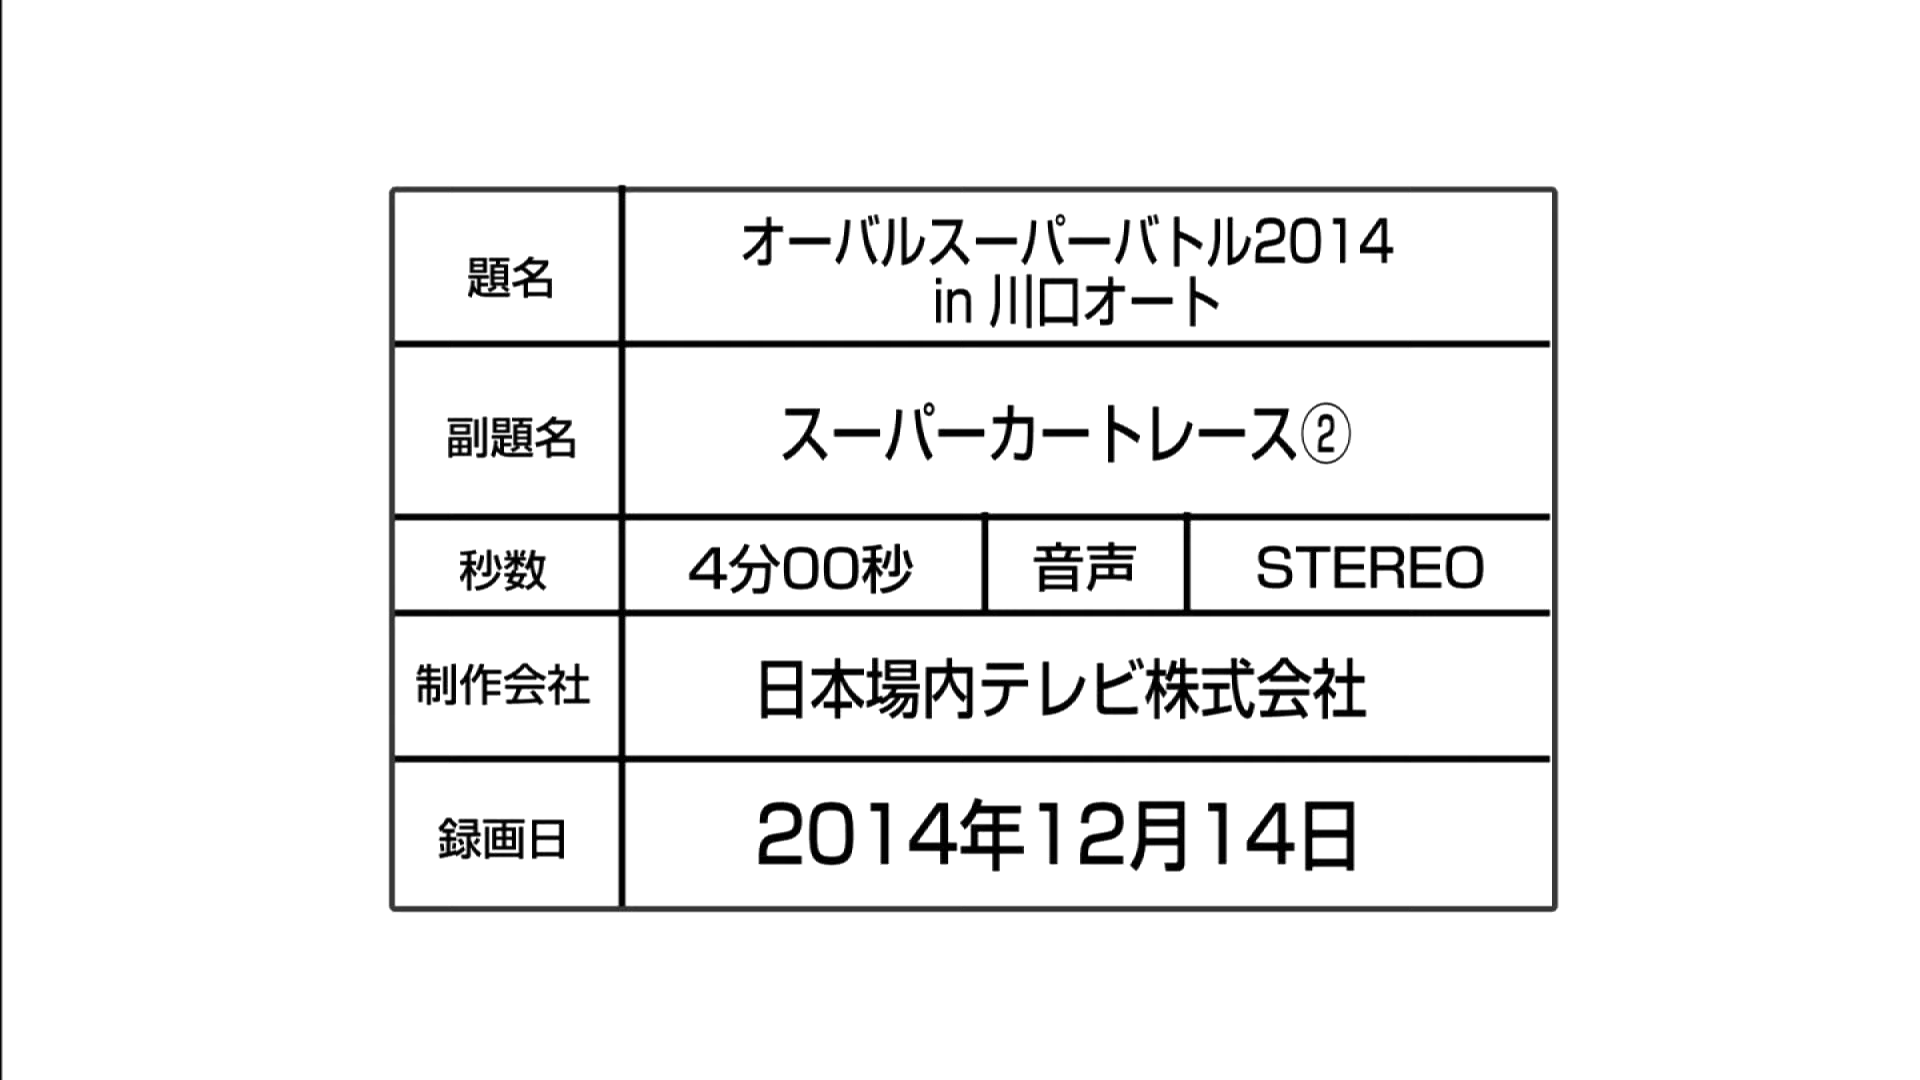 題名
オーバルスーパーバトル2014
in 川口オート
副題名
スーパーカートレース②
秒数
4分00秒
音声
STEREO
制作会社
日本場内テレビ株式会社
録画日
2014年12月14日